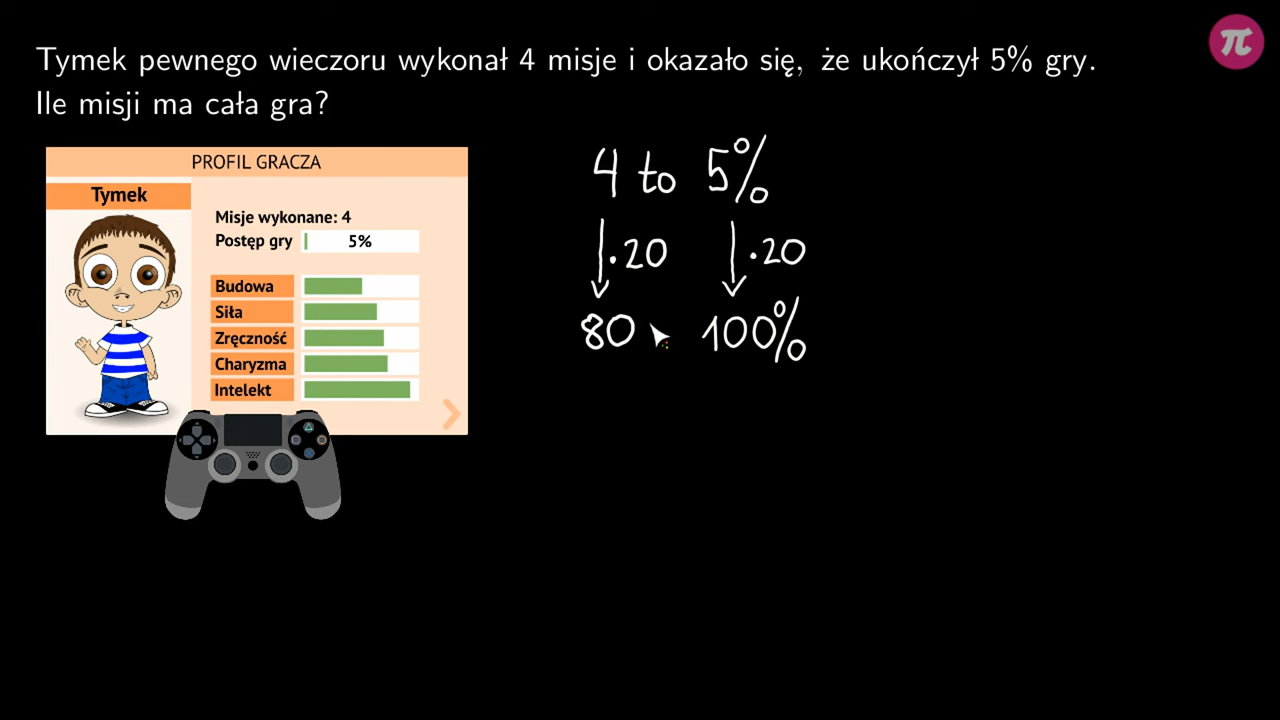 Tymek pewnego wieczoru wykonał 4 misje i okazało się, że ukończył 5% gry.
Ile misji ma cała gra?
PROFIL GRACZA
Tymek
Misje wykonane: 4
Postęp gry 5%
Budowa
Siła
Zręczność
Charyzma
Intelekt
4 to 5%
·20 ·20
80 100%
π